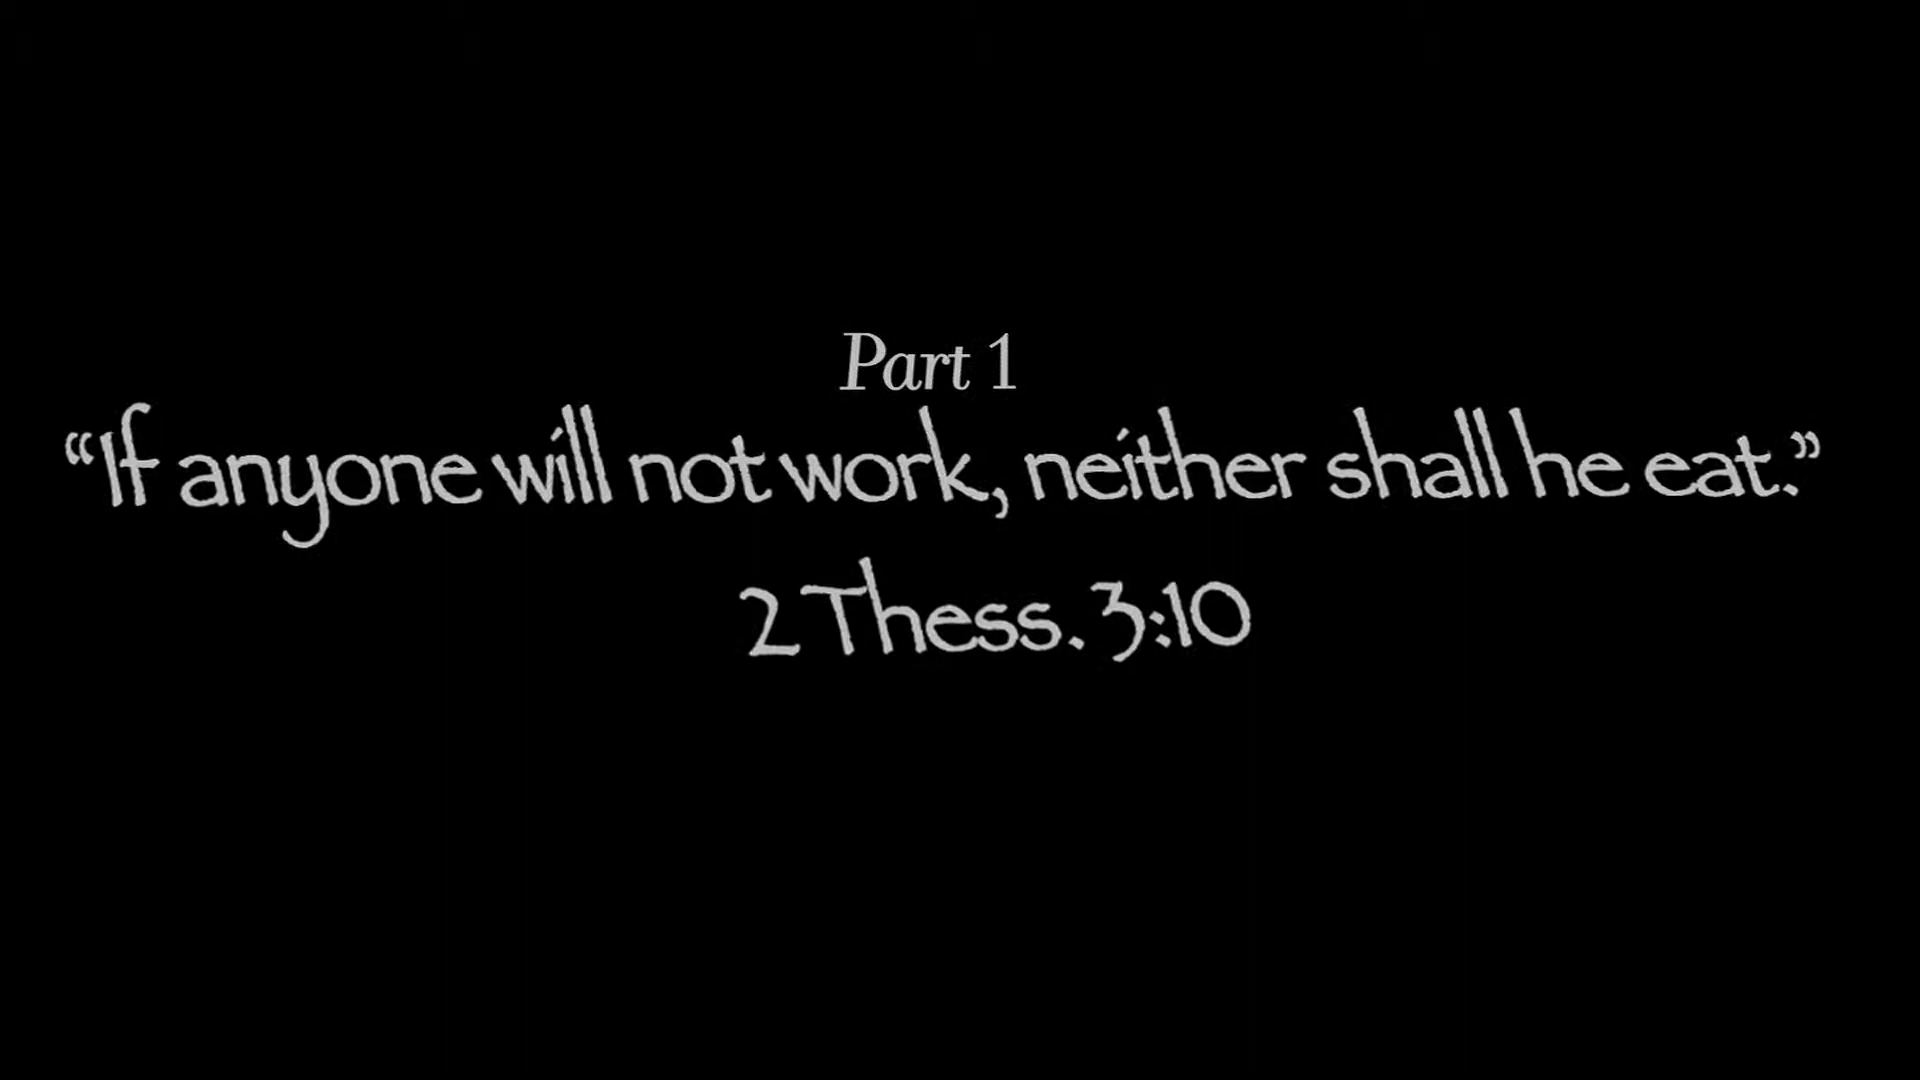 Part 1
“If anyone will not work, neither shall he eat.”
2 Thess. 3:10